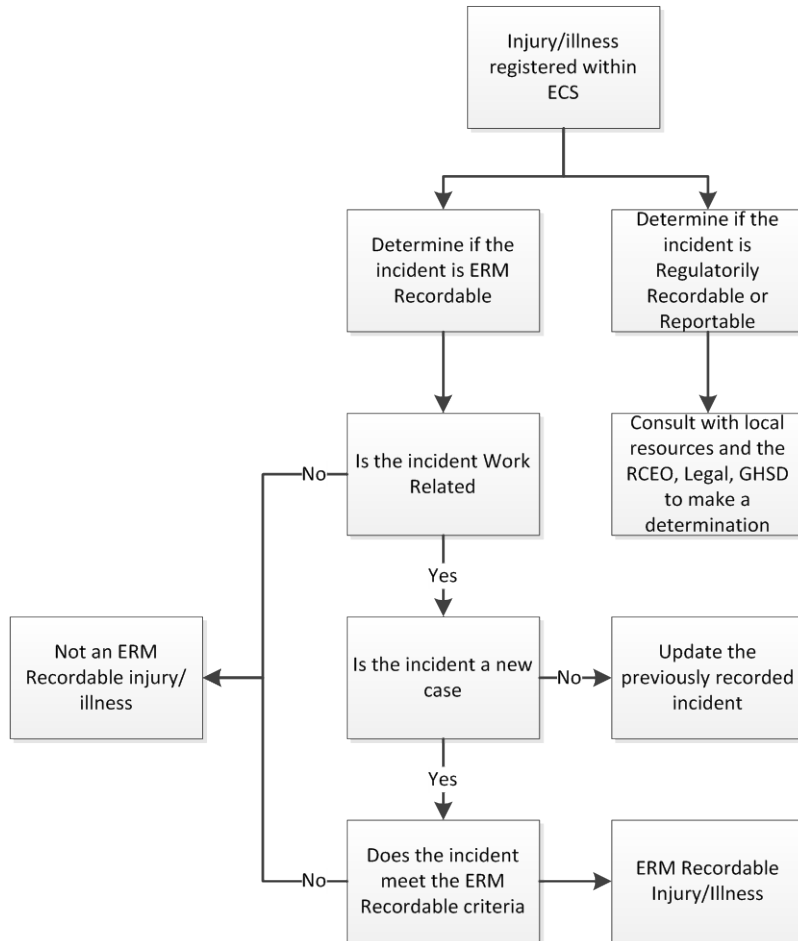 Injury/illness
registered within
ECS
Determine if the
incident is ERM
Recordable
Determine if the
incident is
Regulatorily
Recordable or
Reportable
Is the incident Work
Related
Consult with local
resources and the
RCEO, Legal, GHSD
to make a
determination
No
Yes
Not an ERM
Recordable injury/
illness
Is the incident a new
case
No
Update the
previously recorded
incident
Yes
Does the incident
meet the ERM
Recordable criteria
No
ERM Recordable
Injury/Illness